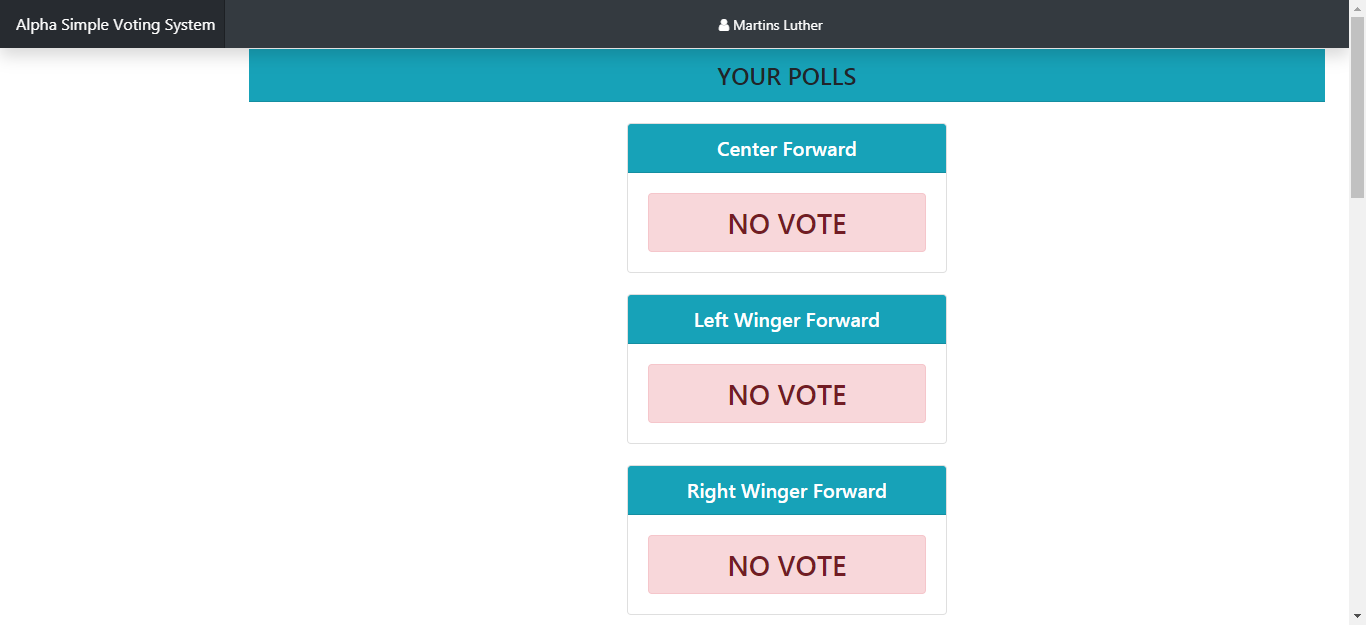 Alpha Simple Voting System
Martins Luther
YOUR POLLS
Center Forward
NO VOTE
Left Winger Forward
NO VOTE
Right Winger Forward
NO VOTE